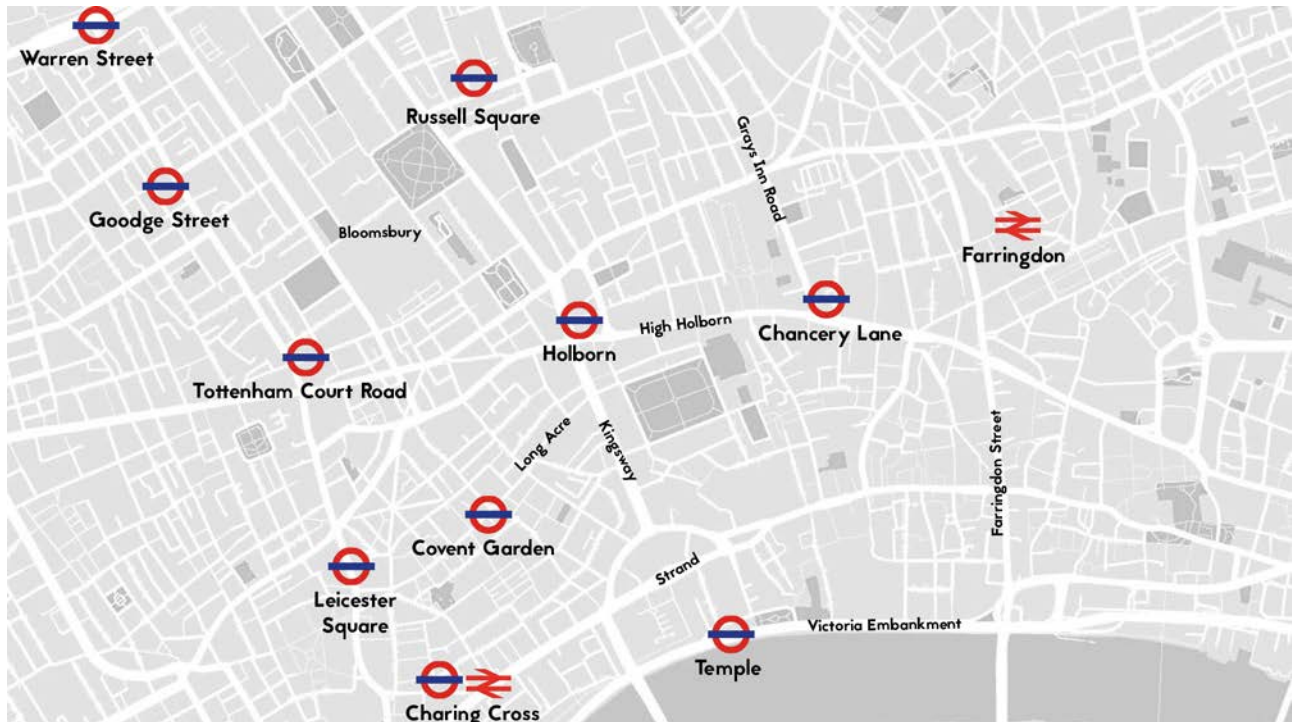 Warren Street
Russell Square
Grays Inn Road
Goodge Street
Bloomsbury
Farringdon
High Holborn
Chancery Lane
Holborn
Tottenham Court Road
Long Acre
Kingsway
Farringdon Street
Covent Garden
Strand
Leicester
Square
Victoria Embankment
Temple
Charing Cross